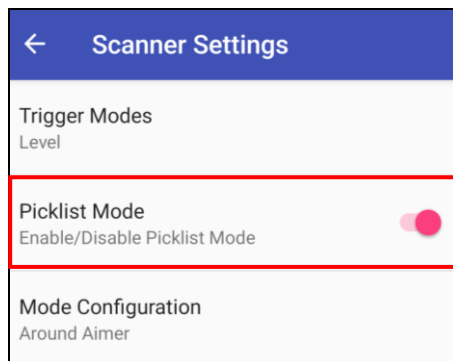 Scanner Settings
Trigger Modes
Level
Picklist Mode
Enable/Disable Picklist Mode
Mode Configuration
Around Aimer